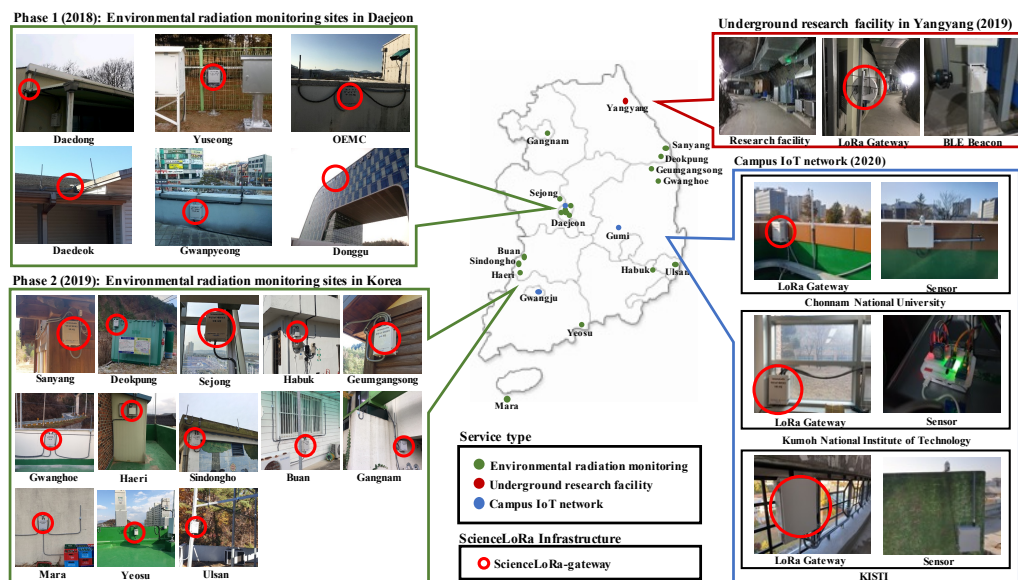 Phase 1 (2018): Environmental radiation monitoring sites in Daejeon
Daedong
Yuseong
OEMC
Daedeok
Gwanpyeong
Donggu
Phase 2 (2019): Environmental radiation monitoring sites in Korea
Sanyang
Deokpung
Sejong
Habuk
Geumgangsong
Gwanghoe
Haeri
Sindongho
Buan
Gangnam
Mara
Yeosu
Ulsan
Yangyang
Gangnam
Sanyang
Deokpung
Geumgangsong
Gwanghoe
Sejong
Daejeon
Gumi
Buan
Sindongho
Haeri
Habuk
Ulsan
Gwangju
Yeosu
Mara
Service type
Environmental radiation monitoring
Underground research facility
Campus IoT network
ScienceLoRa Infrastructure
ScienceLoRa-gateway
Underground research facility in Yangyang (2019)
Research facility
LoRa Gateway
BLE Beacon
Campus IoT network (2020)
LoRa Gateway
Sensor
Chonnam National University
LoRa Gateway
Sensor
Kumoh National Institute of Technology
LoRa Gateway
Sensor
KISTI